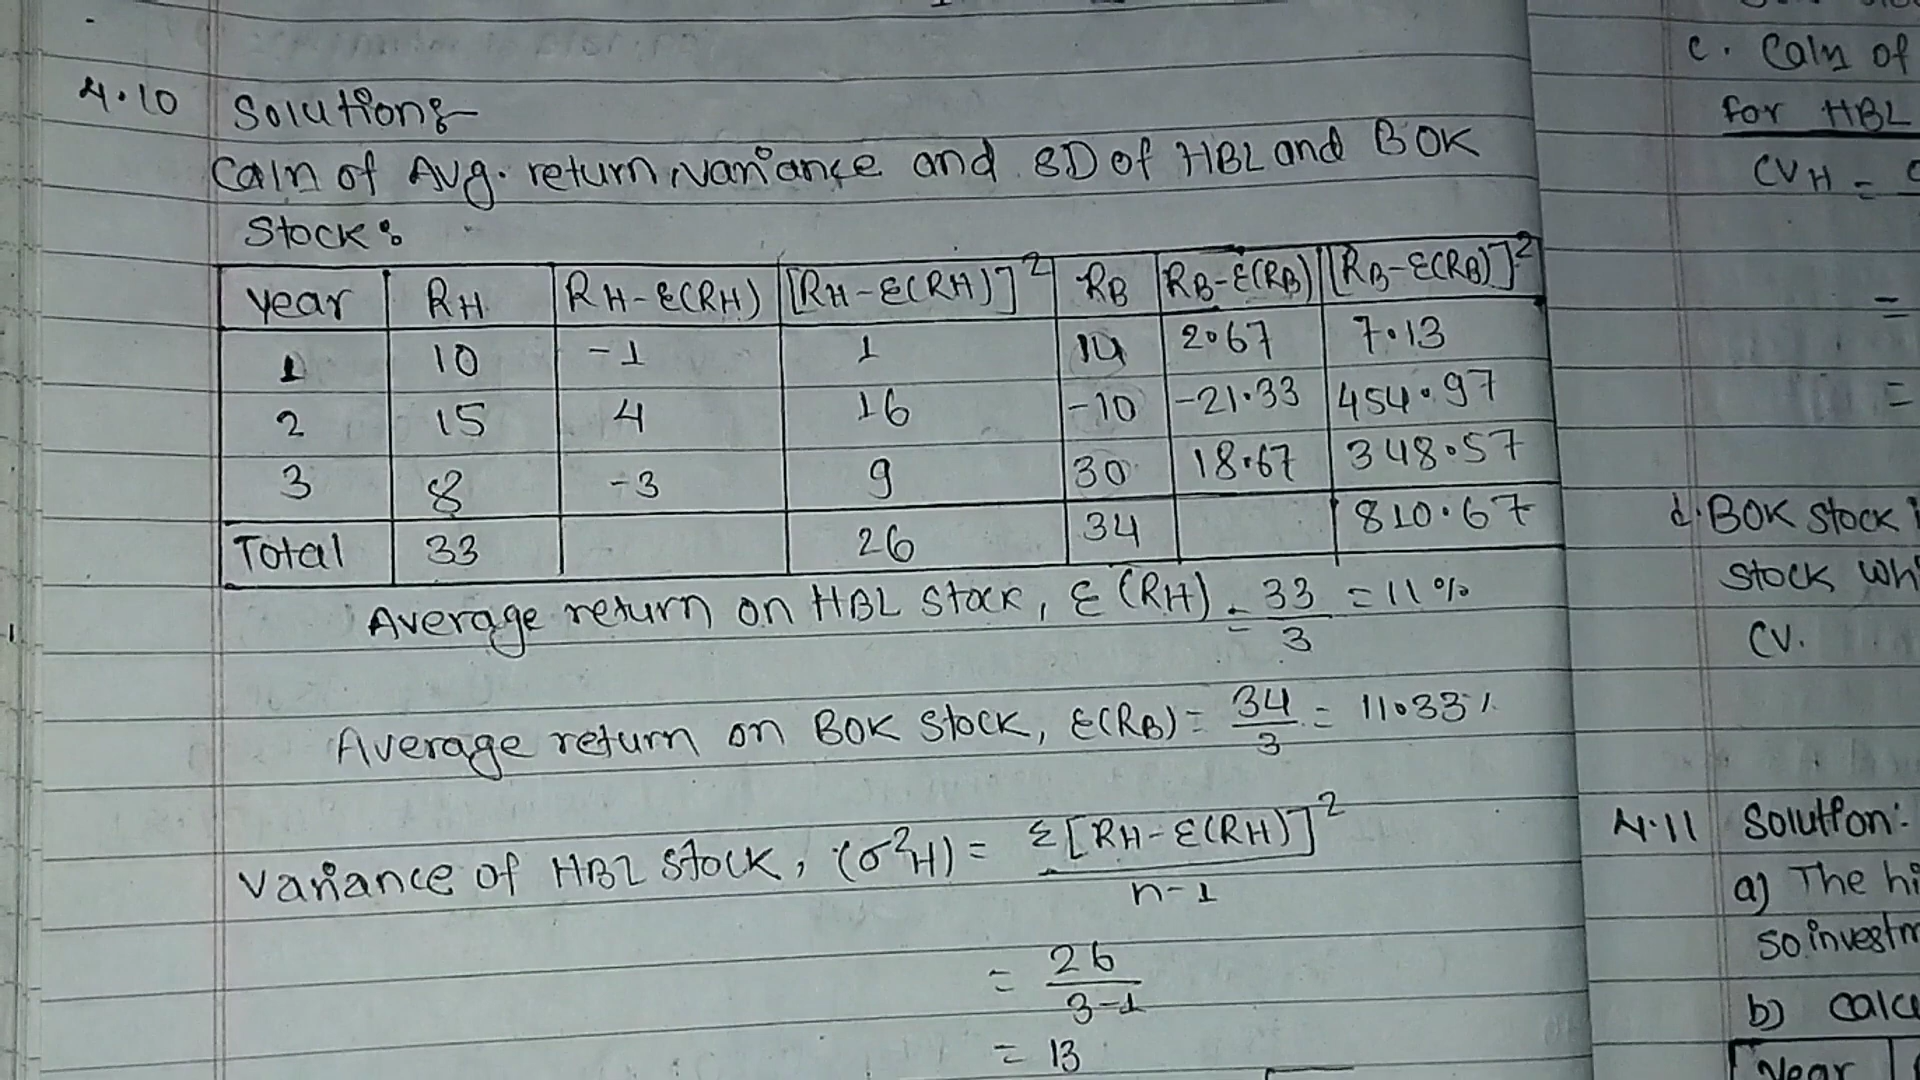 4.10 Solution:-
Caln of Avg. return, variance and SD of HBL and BOK
Stock:
Year RH RH-E(RH) [RH-E(RH)]² RB RB-E(RB) [RB-E(RB)]²
1 10 -1 1 14 2.67 7.13
2 15 4 16 -10 -21.33 454.97
3 8 -3 9 30 18.67 348.57
Total 33 26 34 810.67
Average return on HBL Stock, E(RH) = 33/3 = 11%
Average return on BOK Stock, E(RB) = 34/3 = 11.33%
Variance of HBL Stock, (σ²H) = Σ[RH-E(RH)]²/n-1
= 26/3-1
= 13
c. Caln of
for HBL
CVH =
=
=
d. BOK Stock
Stock Wh
CV.
4.11 Solution:-
a) The hi
So investm
b) Calcu
Year